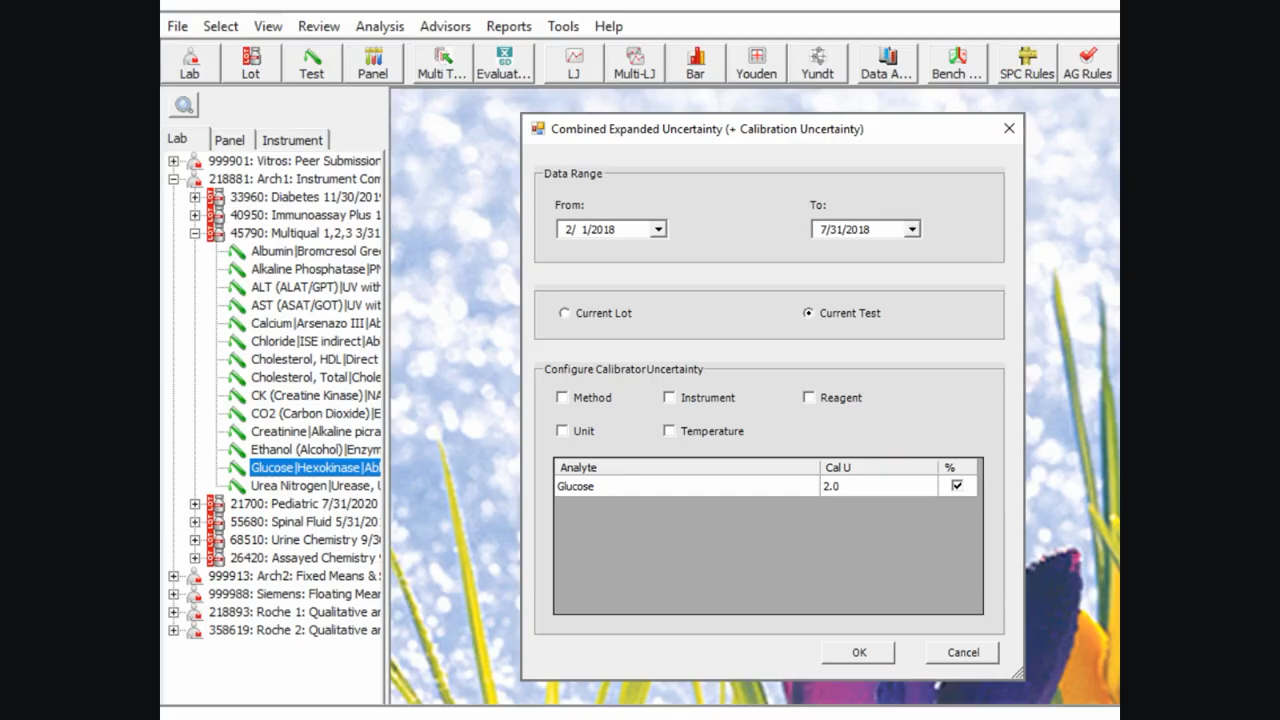 File Select View Review Analysis Advisors Reports Tools Help
Lab Lot Test Panel Multi T... Evaluat... LJ Multi-LJ Bar Youden Yundt Data A... Bench ... SPC Rules AG Rules
Lab Panel Instrument
999901: Vitros: Peer Submission
218881: Arch1: Instrument Com
33960: Diabetes 11/30/201
40950: Immunoassay Plus 1
45790: Multiqual 1,2,3 3/31
Albumin|Bromcresol Gre
Alkaline Phosphatase|
ALT (ALAT/GPT)|UV wit
AST (ASAT/GOT)|UV wi
Calcium|Arsenazo III|Ab
Chloride|ISE indirect|Ab
Cholesterol, HDL|Direct
Cholesterol, Total|Chole
CK (Creatine Kinase)|NA
CO2 (Carbon Dioxide)|E
Creatinine|Alkaline picra
Ethanol (Alcohol)|Enzym
Glucose|Hexokinase|Ab
Urea Nitrogen|Urease,
21700: Pediatric 7/31/2020
55680: Spinal Fluid 5/31/20
68510: Urine Chemistry 9/3
26420: Assayed Chemistry
999913: Arch2: Fixed Means &
999988: Siemens: Floating Mea
218893: Roche 1: Qualitative a
358619: Roche 2: Qualitative a
Combined Expanded Uncertainty (+ Calibration Uncertainty)
Data Range
From: To:
2/ 1/2018 7/31/2018
Current Lot Current Test
Configure CalibratorUncertainty
Method Instrument Reagent
Unit Temperature
Analyte Cal U %
Glucose 2.0
OK Cancel